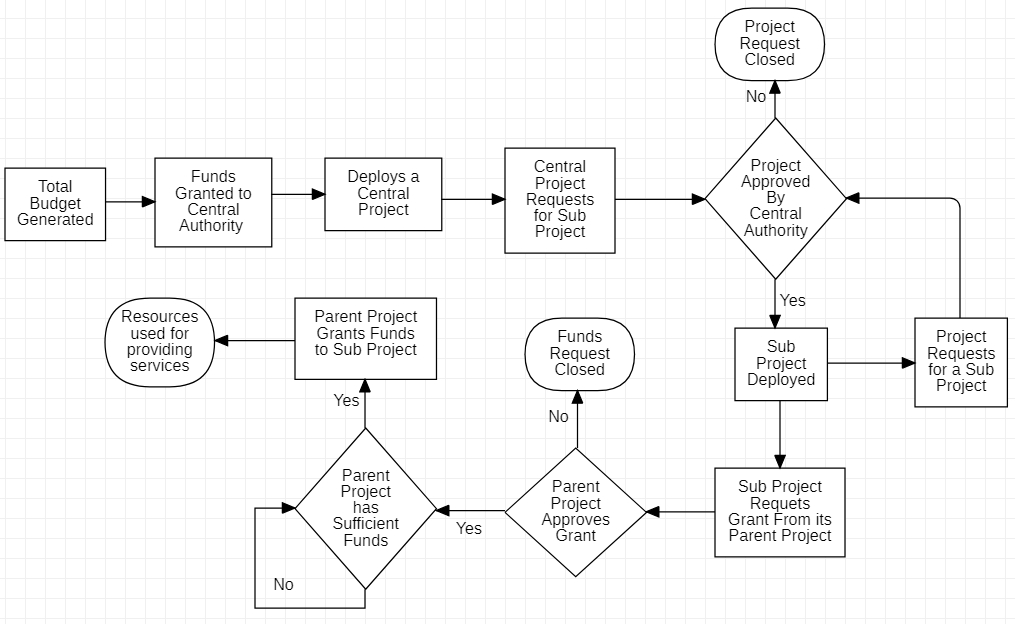 Project
Request
Closed
No
Total
Budget
Generated
Funds
Granted to
Central
Authority
Deploys a
Central
Project
Central
Project
Requests
for Sub
Project
Project
Approved
By
Central
Authority
Yes
Resources
used for
providing
services
Parent Project
Grants Funds
to Sub Project
Funds
Request
Closed
Sub
Project
Deployed
Project
Requests
for a Sub
Project
Yes
No
Parent
Project
has
Sufficient
Funds
Yes
Parent
Project
Approves
Grant
Sub Project
Requets
Grant From its
Parent Project
No